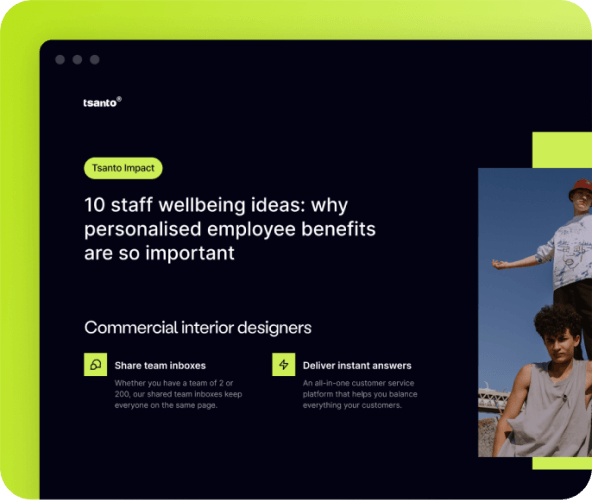 tsanto®
Tsanto Impact
10 staff wellbeing ideas: why
personalised employee benefits
are so important
Commercial interior designers
Share team inboxes
Whether you have a team of 2 or
200, our shared team inboxes keep
everyone on the same page.
Deliver instant answers
An all-in-one customer service
platform that helps you balance
everything your customers.